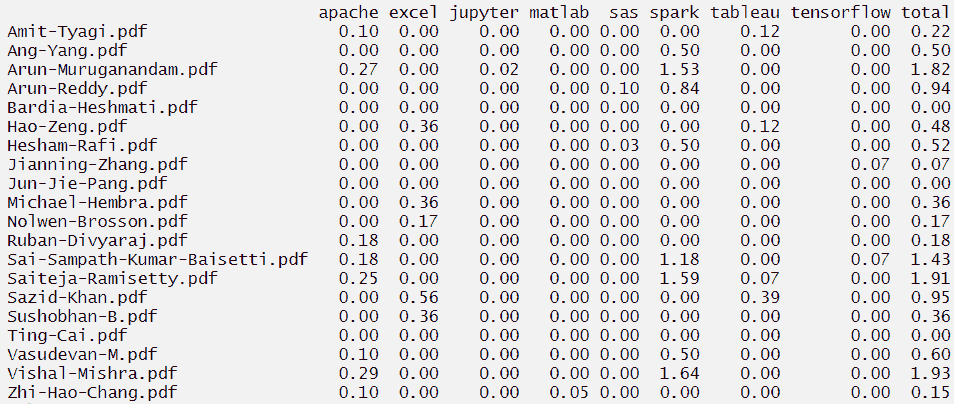 apache excel jupyter matlab sas spark tableau tensorflow total
Amit-Tyagi.pdf 0.10 0.00 0.00 0.00 0.00 0.00 0.12 0.00 0.22
Ang-Yang.pdf 0.00 0.00 0.00 0.00 0.00 0.50 0.00 0.00 0.50
Arun-Muruganandam.pdf 0.27 0.00 0.02 0.00 0.00 1.53 0.00 0.00 1.82
Arun-Reddy.pdf 0.00 0.00 0.00 0.00 0.10 0.84 0.00 0.00 0.94
Bardia-Heshmati.pdf 0.00 0.00 0.00 0.00 0.00 0.00 0.00 0.00 0.00
Hao-Zeng.pdf 0.00 0.36 0.00 0.00 0.00 0.00 0.12 0.00 0.48
Hesham-Rafi.pdf 0.00 0.00 0.00 0.00 0.03 0.50 0.00 0.00 0.52
Jianning-Zhang.pdf 0.00 0.00 0.00 0.00 0.00 0.00 0.00 0.07 0.07
Jun-Jie-Pang.pdf 0.00 0.00 0.00 0.00 0.00 0.00 0.00 0.00 0.00
Michael-Hembra.pdf 0.00 0.36 0.00 0.00 0.00 0.00 0.00 0.00 0.36
Nolwen-Brosson.pdf 0.00 0.17 0.00 0.00 0.00 0.00 0.00 0.00 0.17
Ruban-Divyaraj.pdf 0.18 0.00 0.00 0.00 0.00 0.00 0.00 0.00 0.18
Sai-Sampath-Kumar-Baisetti.pdf 0.18 0.00 0.00 0.00 0.00 1.18 0.00 0.07 1.43
Saiteja-Ramisetty.pdf 0.25 0.00 0.00 0.00 0.00 1.59 0.07 0.00 1.91
Sazid-Khan.pdf 0.00 0.56 0.00 0.00 0.00 0.00 0.39 0.00 0.95
Sushobhan-B.pdf 0.00 0.36 0.00 0.00 0.00 0.00 0.00 0.00 0.36
Ting-Cai.pdf 0.00 0.00 0.00 0.00 0.00 0.00 0.00 0.00 0.00
Vasudevan-M.pdf 0.10 0.00 0.00 0.00 0.00 0.50 0.00 0.00 0.60
Vishal-Mishra.pdf 0.29 0.00 0.00 0.00 0.00 1.64 0.00 0.00 1.93
Zhi-Hao-Chang.pdf 0.10 0.00 0.00 0.05 0.00 0.00 0.00 0.00 0.15